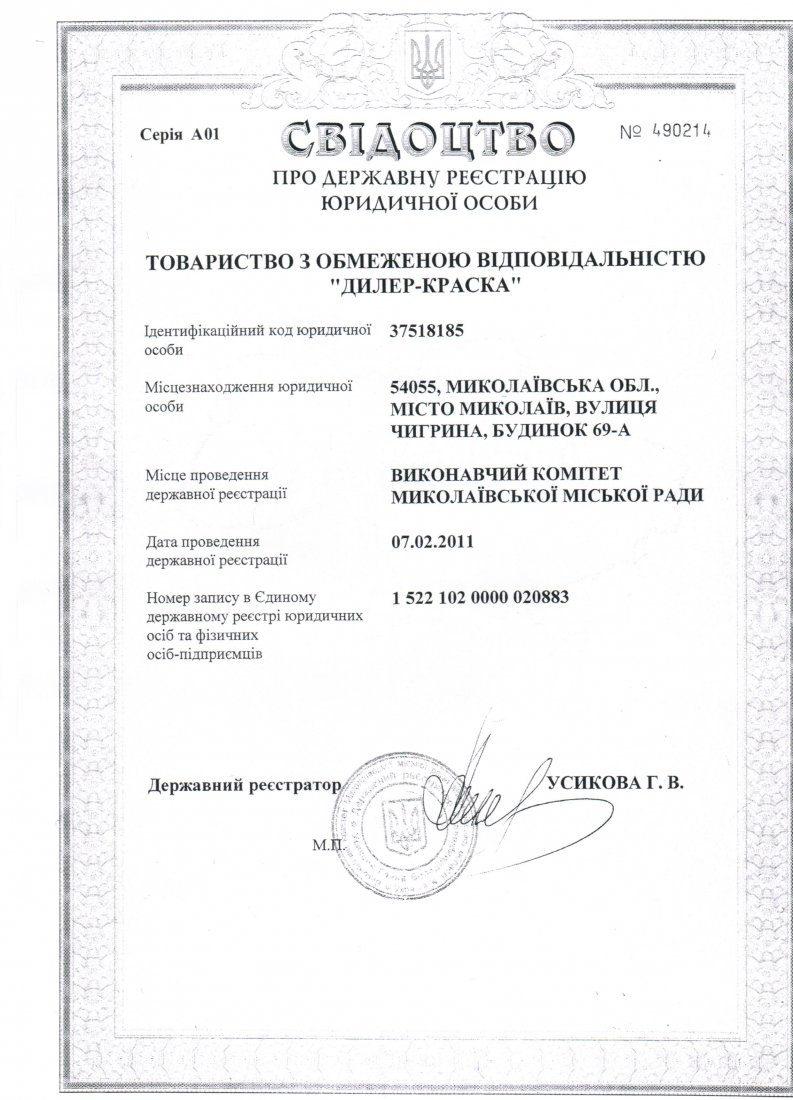 Серія А01
СВІДОЦТВО
№ 490214
ПРО ДЕРЖАВНУ РЕЄСТРАЦІЮ
ЮРИДИЧНОЇ ОСОБИ
ТОВАРИСТВО З ОБМЕЖЕНОЮ ВІДПОВІДАЛЬНІСТЮ
"ДИЛЕР-КРАСКА"
Ідентифікаційний код юридичної 37518185
особи
Місцезнаходження юридичної 54055, МИКОЛАЇВСЬКА ОБЛ.,
особи МІСТО МИКОЛАЇВ, ВУЛИЦЯ
ЧИГРИНА, БУДИНОК 69-А
Місце проведення ВИКОНАВЧИЙ КОМІТЕТ
державної реєстрації МИКОЛАЇВСЬКОЇ МІСЬКОЇ РАДИ
Дата проведення 07.02.2011
державної реєстрації
Номер запису в Єдиному 1 522 102 0000 020883
державному реєстрі юридичних
осіб та фізичних
осіб-підприємців
Державний реєстратор УСИКОВА Г. В.
М.П.